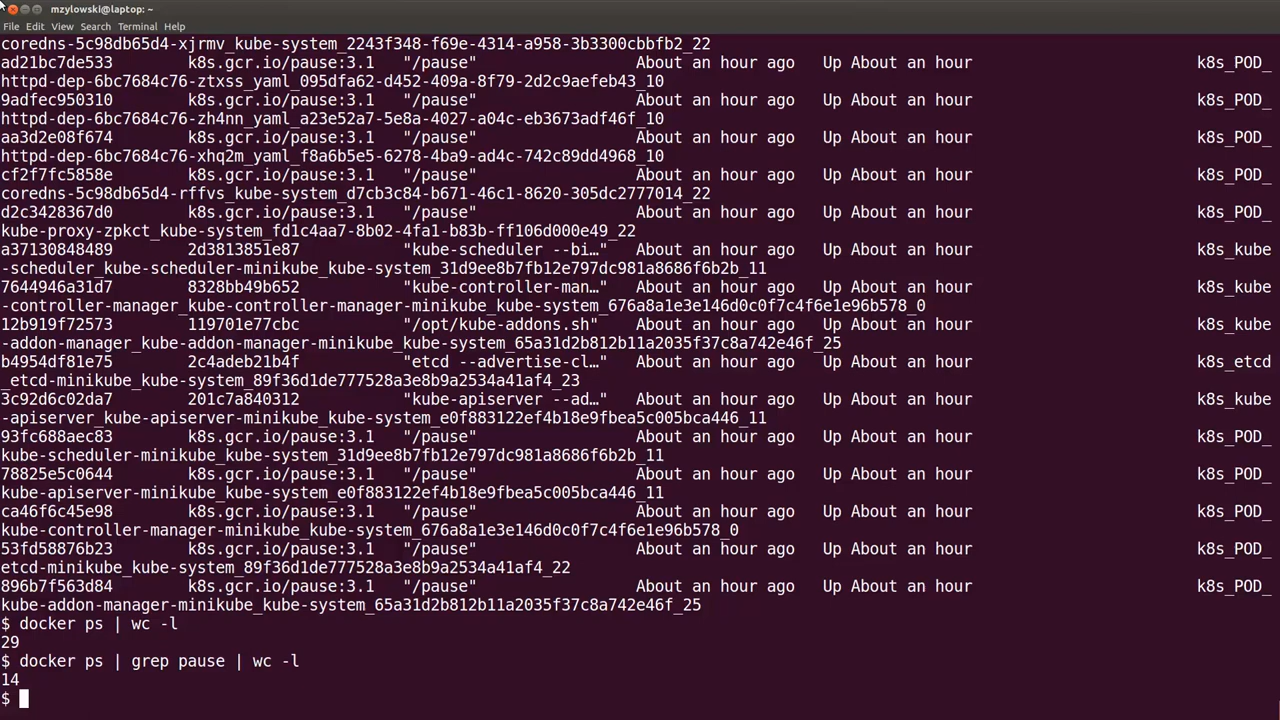 mzylowski@laptop: ~
File Edit View Search Terminal Help
coredns-5c98db65d4-xjrmv_kube-system_2243f348-f69e-4314-a958-3b3300cbbfb2_22
ad21bc7de533 k8s.gcr.io/pause:3.1 "/pause" About an hour ago Up About an hour k8s_POD_
httpd-dep-6bc7684c76-ztxss_yaml_095dfa62-d452-409a-8f79-2d2c9aefeb43_10
9adfec950310 k8s.gcr.io/pause:3.1 "/pause" About an hour ago Up About an hour k8s_POD_
httpd-dep-6bc7684c76-zh4nn_yaml_a23e52a7-5e8a-4027-a04c-eb3673adf46f_10
aa3d2e08f674 k8s.gcr.io/pause:3.1 "/pause" About an hour ago Up About an hour k8s_POD_
httpd-dep-6bc7684c76-xhq2m_yaml_f8a6b5e5-6278-4ba9-ad4c-742c89dd4968_10
cf2f7fc5858e k8s.gcr.io/pause:3.1 "/pause" About an hour ago Up About an hour k8s_POD_
coredns-5c98db65d4-rffvs_kube-system_d7cb3c84-b671-46c1-8620-305dc2777014_22
d2c3428367d0 k8s.gcr.io/pause:3.1 "/pause" About an hour ago Up About an hour k8s_POD_
kube-proxy-zpkct_kube-system_fd1c4aa7-8b02-4fa1-b83b-ff106d000e49_22
a37130848489 2d3813851e87 "kube-scheduler --bi…" About an hour ago Up About an hour k8s_kube
-scheduler_kube-scheduler-minikube_kube-system_31d9ee8b7fb12e797dc981a8686f6b2b_11
7644946a31d7 8328bb49b652 "kube-controller-man…" About an hour ago Up About an hour k8s_kube
-controller-manager_kube-controller-manager-minikube_kube-system_676a8a1e3e146d0c0f7c4f6e1e96b578_0
12b919f72573 119701e77cbc "/opt/kube-addons.sh" About an hour ago Up About an hour k8s_kube
-addon-manager_kube-addon-manager-minikube_kube-system_65a31d2b812b11a2035f37c8a742e46f_25
b4954df81e75 2c4adeb21b4f "etcd --advertise-cl…" About an hour ago Up About an hour k8s_etcd
_etcd-minikube_kube-system_89f36d1de777528a3e8b9a2534a41af4_23
3c92d6c02da7 201c7a840312 "kube-apiserver --ad…" About an hour ago Up About an hour k8s_kube
-apiserver_kube-apiserver-minikube_kube-system_e0f883122ef4b18e9fbea5c005bca446_11
93fc688aec83 k8s.gcr.io/pause:3.1 "/pause" About an hour ago Up About an hour k8s_POD_
kube-scheduler-minikube_kube-system_31d9ee8b7fb12e797dc981a8686f6b2b_11
78825e5c0644 k8s.gcr.io/pause:3.1 "/pause" About an hour ago Up About an hour k8s_POD_
kube-apiserver-minikube_kube-system_e0f883122ef4b18e9fbea5c005bca446_11
ca46f6c45e98 k8s.gcr.io/pause:3.1 "/pause" About an hour ago Up About an hour k8s_POD_
kube-controller-manager-minikube_kube-system_676a8a1e3e146d0c0f7c4f6e1e96b578_0
53fd58876b23 k8s.gcr.io/pause:3.1 "/pause" About an hour ago Up About an hour k8s_POD_
etcd-minikube_kube-system_89f36d1de777528a3e8b9a2534a41af4_22
896b7f563d84 k8s.gcr.io/pause:3.1 "/pause" About an hour ago Up About an hour k8s_POD_
kube-addon-manager-minikube_kube-system_65a31d2b812b11a2035f37c8a742e46f_25
$ docker ps | wc -l
29
$ docker ps | grep pause | wc -l
14
$